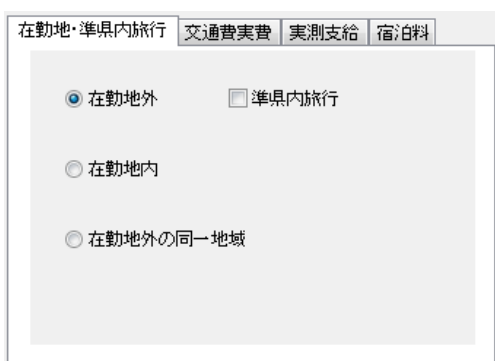 在勤地・準県内旅行 交通費実費 実測支給 宿泊料
在勤地外 準県内旅行
在勤地内
在勤地外の同一地域